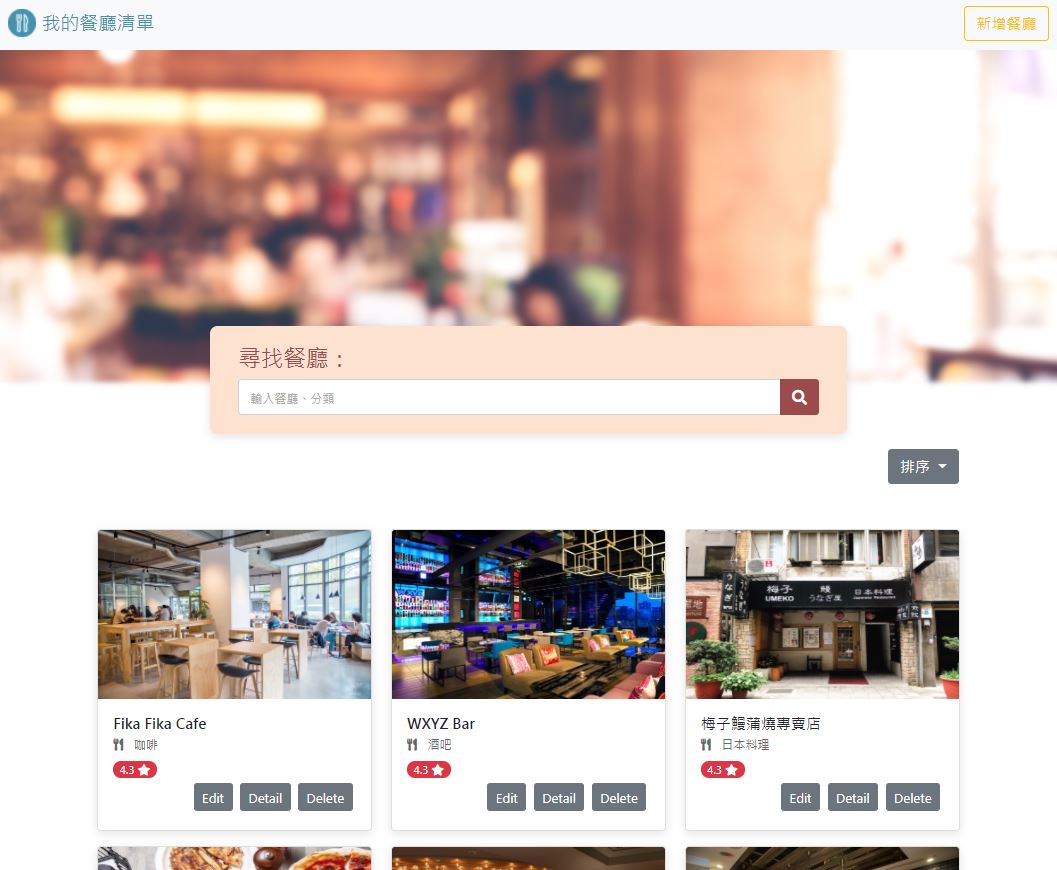 我的餐廳清單
新增餐廳
尋找餐廳：
輸入餐廳、分類
排序
Fika Fika Cafe
咖啡
4.3
Edit Detail Delete
WXYZ Bar
酒吧
4.3
Edit Detail Delete
梅子 鰻 日本料理
UMEKO うなぎ屋 Japanese Restaurant
梅子鰻蒲燒專賣店
日本料理
4.3
Edit Detail Delete